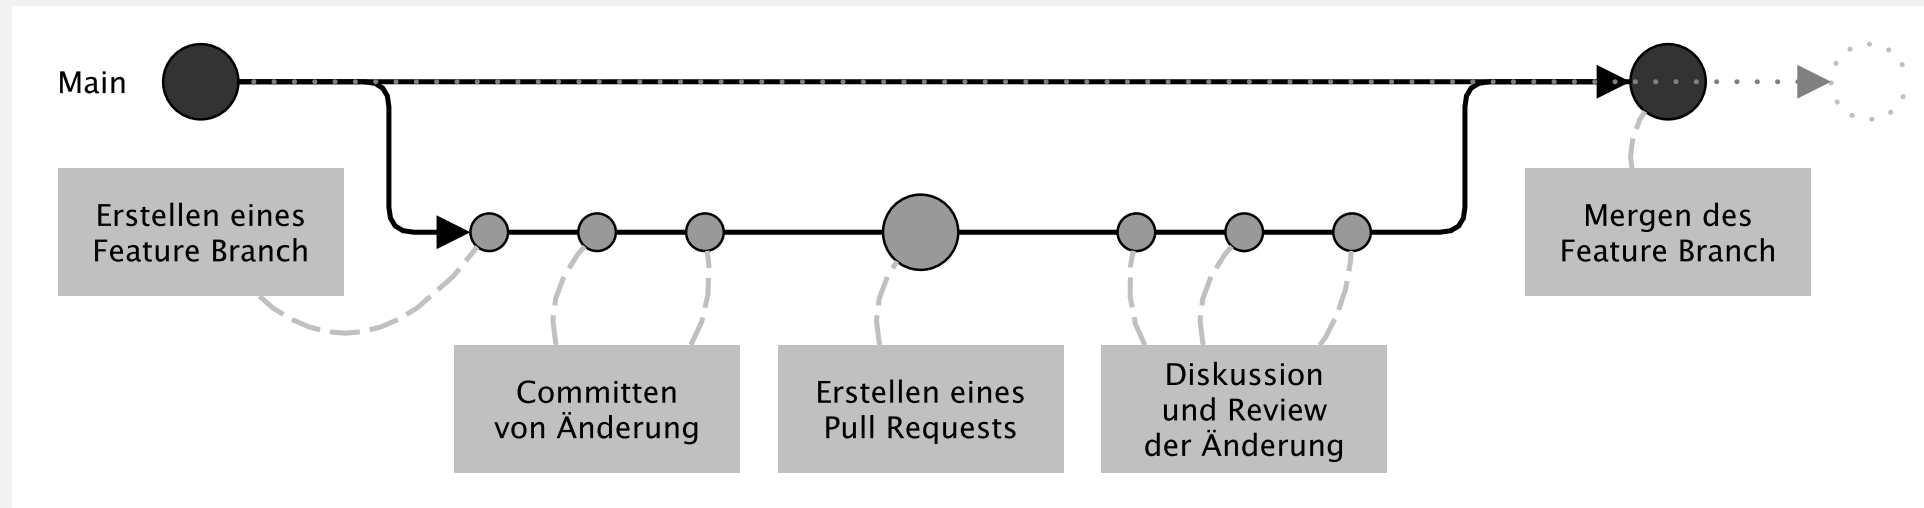 Main
Erstellen eines
Feature Branch
Committen
von Änderung
Erstellen eines
Pull Requests
Diskussion
und Review
der Änderung
Mergen des
Feature Branch